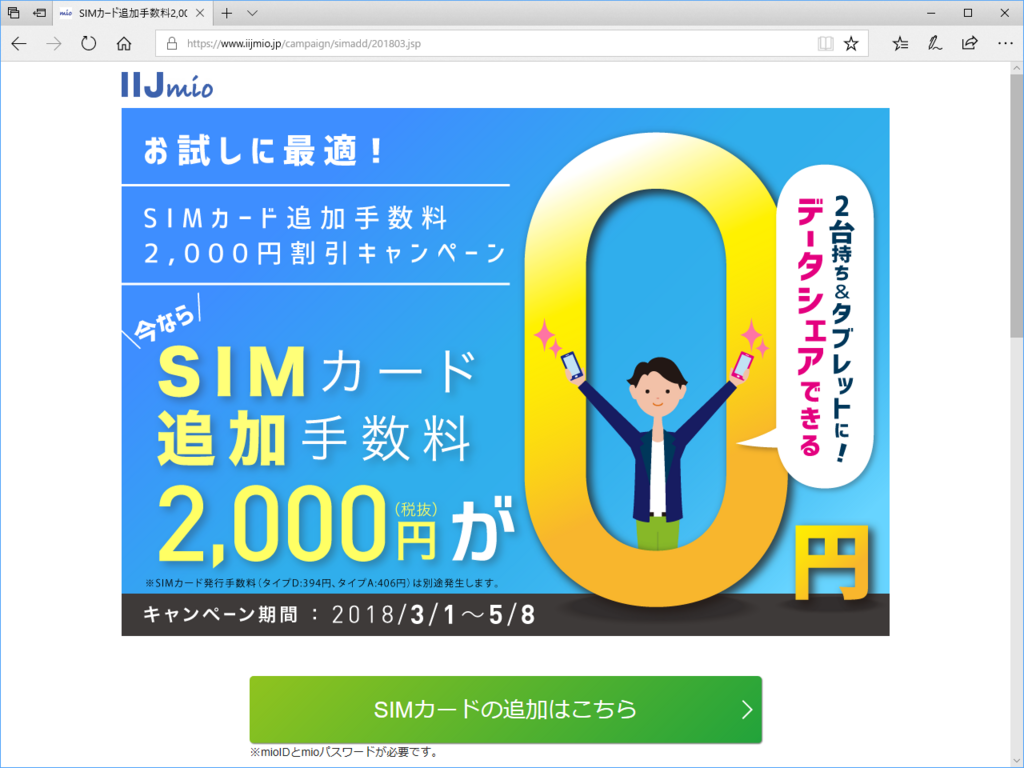 SIMカード追加手数料2,00
https://www.iijmio.jp/campaign/simadd/201803.jsp
IIJmio
お試しに最適！
SIMカード追加手数料
2,000円割引キャンペーン
今なら
SIMカード
追加手数料
2,000円(税抜)が
0円
2台持ち&タブレットに!
データシェアできる
※SIMカード発行手数料(タイプD:394円、タイプA:406円)は別途発生します。
キャンペーン期間 : 2018/3/1～5/8
SIMカードの追加はこちら
※mioIDとmioパスワードが必要です。